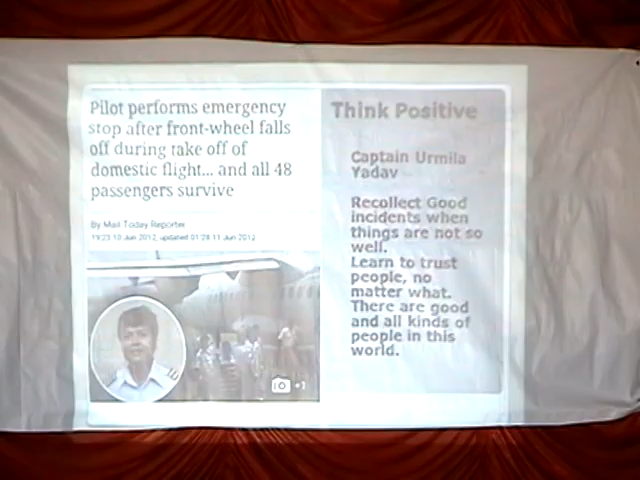 Pilot performs emergency
stop after front-wheel falls
off during take off of
domestic flight... and all 48
passengers survive
By Mail Today Reporter
19:23 10 Jun 2012, updated 01:28 11 Jun 2012
+1
Think Positive
Captain Urmila
Yadav
Recollect Good
incidents when
things are not so
well.
Learn to trust
people, no
matter what.
There are good
and all kinds of
people in this
world.